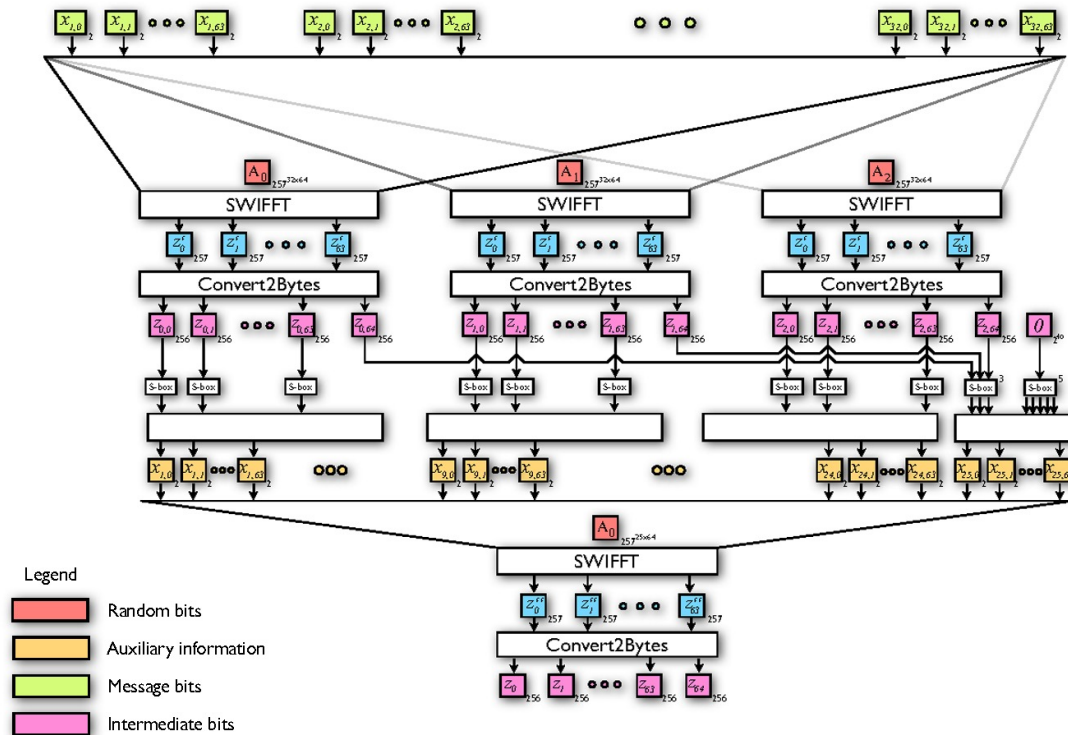 x1,0 2 x1,1 2 x1,63 2 x2,0 2 x2,1 2 x2,63 2 x32,0 2 x32,1 2 x32,63 2
A0 257^32x64 A1 257^32x64 A2 257^32x64
SWIFFT SWIFFT SWIFFT
z'0 257 z'1 257 z'63 257 z'0 257 z'1 257 z'63 257 z'0 257 z'1 257 z'63 257
Convert2Bytes Convert2Bytes Convert2Bytes
z0,0 256 z0,1 256 z0,63 256 z0,64 256 z1,0 256 z1,1 256 z1,63 256 z1,64 256 z2,0 256 z2,1 256 z2,63 256 z2,64 256 0 2^40
S-box S-box S-box S-box S-box S-box S-box S-box S-box S-box 3 S-box 5
x1,0 2 x1,1 2 x1,63 2 x9,0 2 x9,1 2 x9,63 2 x24,0 2 x24,1 2 x24,63 2 x25,0 2 x25,1 2 x25,6
A0 257^25x64
SWIFFT
z''0 257 z''1 257 z''63 257
Convert2Bytes
z0 256 z1 256 z63 256 z64 256
Legend
Random bits
Auxiliary information
Message bits
Intermediate bits